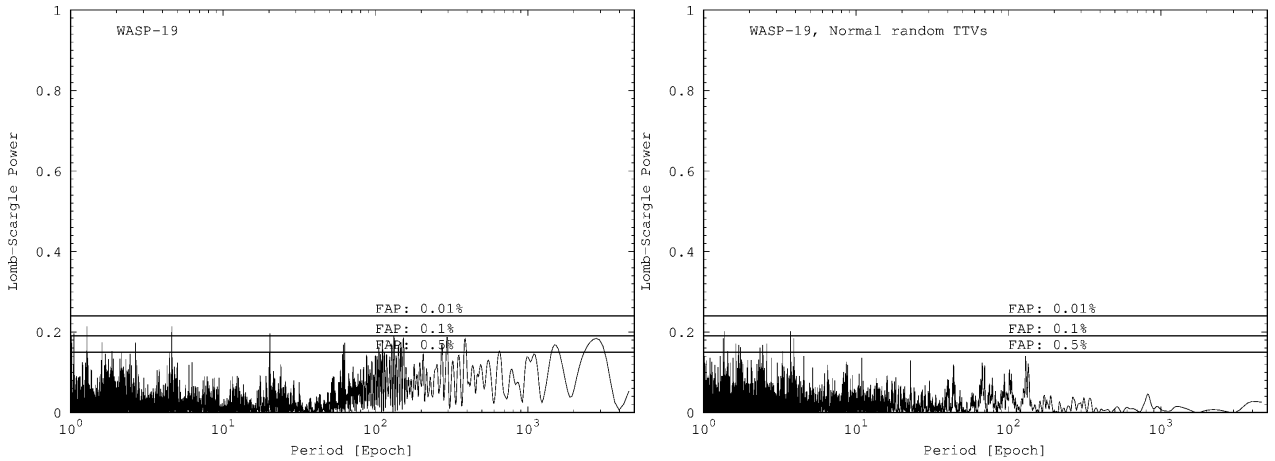 1
WASP-19
0.8
0.6
Lomb-Scargle Power
0.4
FAP: 0.01%
FAP: 0.1%
0.2
FAP: 0.5%
0
10^0 10^1 10^2 10^3
Period [Epoch]
1
WASP-19, Normal random TTVs
0.8
0.6
Lomb-Scargle Power
0.4
FAP: 0.01%
FAP: 0.1%
0.2
FAP: 0.5%
0
10^0 10^1 10^2 10^3
Period [Epoch]